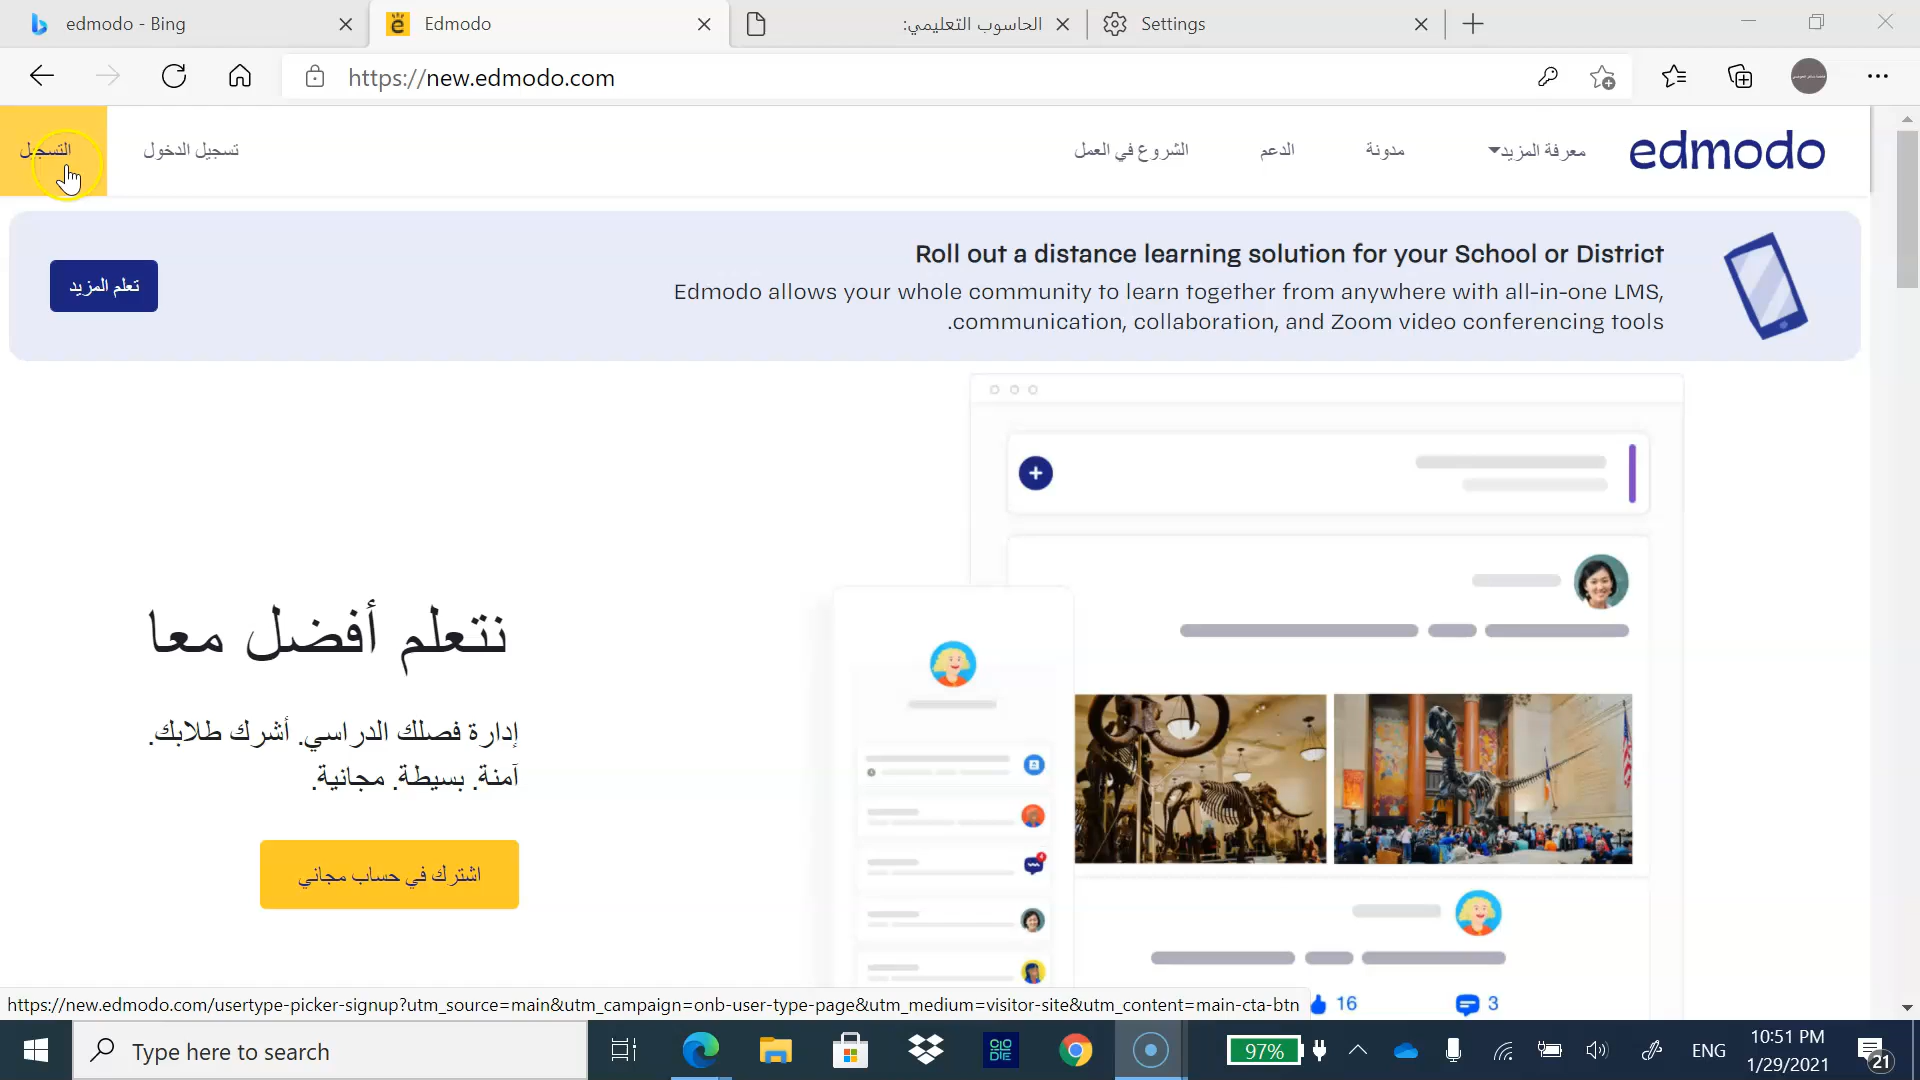 edmodo - Bing
Edmodo
الحاسوب التعليمي:
Settings
https://new.edmodo.com
edmodo
معرفة المزيد
مدونة
الدعم
الشروع في العمل
تسجيل الدخول
التسجيل
Roll out a distance learning solution for your School or District
Edmodo allows your whole community to learn together from anywhere with all-in-one LMS,
.communication, collaboration, and Zoom video conferencing tools
تعلم المزيد
نتعلم أفضل معا
إدارة فصلك الدراسي. أشرك طلابك.
آمنة. بسيطة. مجانية.
اشترك في حساب مجاني
4
16
3
https://new.edmodo.com/usertype-picker-signup?utm_source=main&utm_campaign=onb-user-type-page&utm_medium=visitor-site&utm_content=main-cta-btn
Type here to search
97%
ENG
10:51 PM
1/29/2021
21